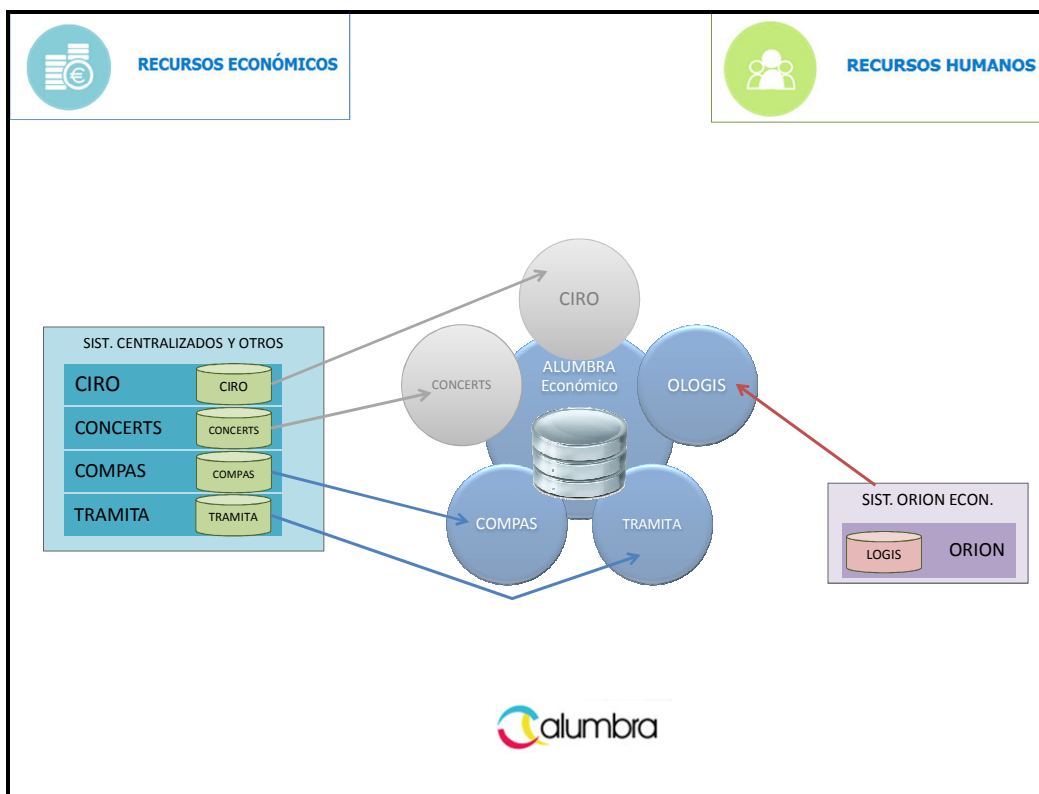 RECURSOS ECONÓMICOS
RECURSOS HUMANOS
CIRO
SIST. CENTRALIZADOS Y OTROS
CIRO
CIRO
CONCERTS
CONCERTS
COMPAS
COMPAS
TRAMITA
TRAMITA
CONCERTS
ALUMBRA
Económico
OLOGIS
COMPAS
TRAMITA
SIST. ORION ECON.
LOGIS
ORION
alumbra